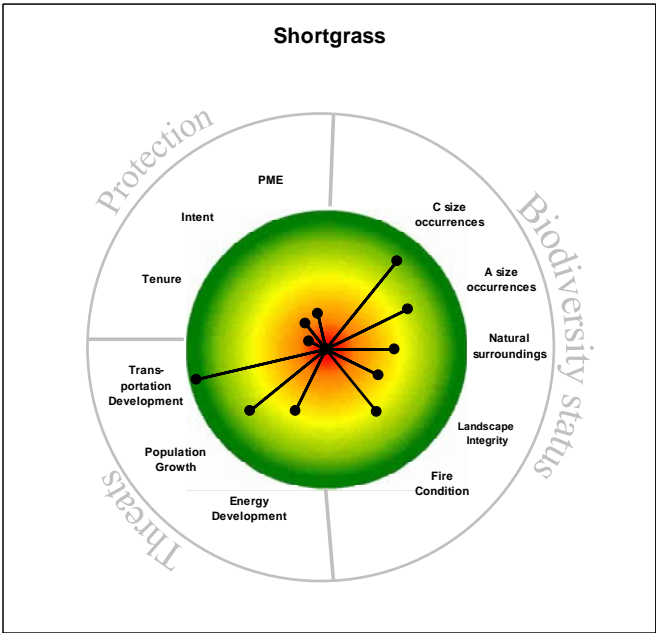 Shortgrass
Protection
Biodiversity status
Threats
PME
Intent
Tenure
C size
occurrences
A size
occurrences
Natural
surroundings
Landscape
Integrity
Fire
Condition
Energy
Development
Population
Growth
Trans-
portation
Development